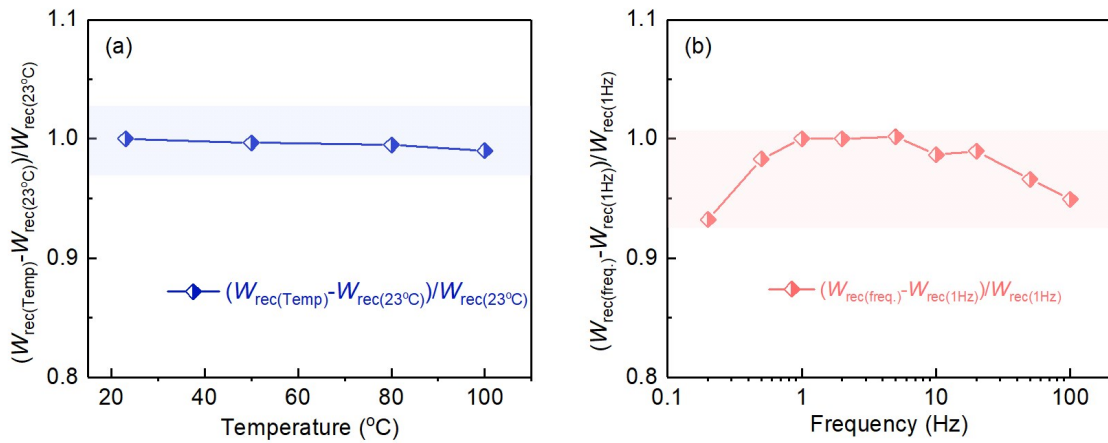 (a)
1.1
1.0
0.9
0.8
(W_rec(Temp)-W_rec(23°C))/W_rec(23°C)
(W_rec(Temp)-W_rec(23°C))/W_rec(23°C)
20 40 60 80 100
Temperature (°C)
(b)
1.1
1.0
0.9
0.8
(W_rec(freq.)-W_rec(1Hz))/W_rec(1Hz)
(W_rec(freq.)-W_rec(1Hz))/W_rec(1Hz)
0.1 1 10 100
Frequency (Hz)